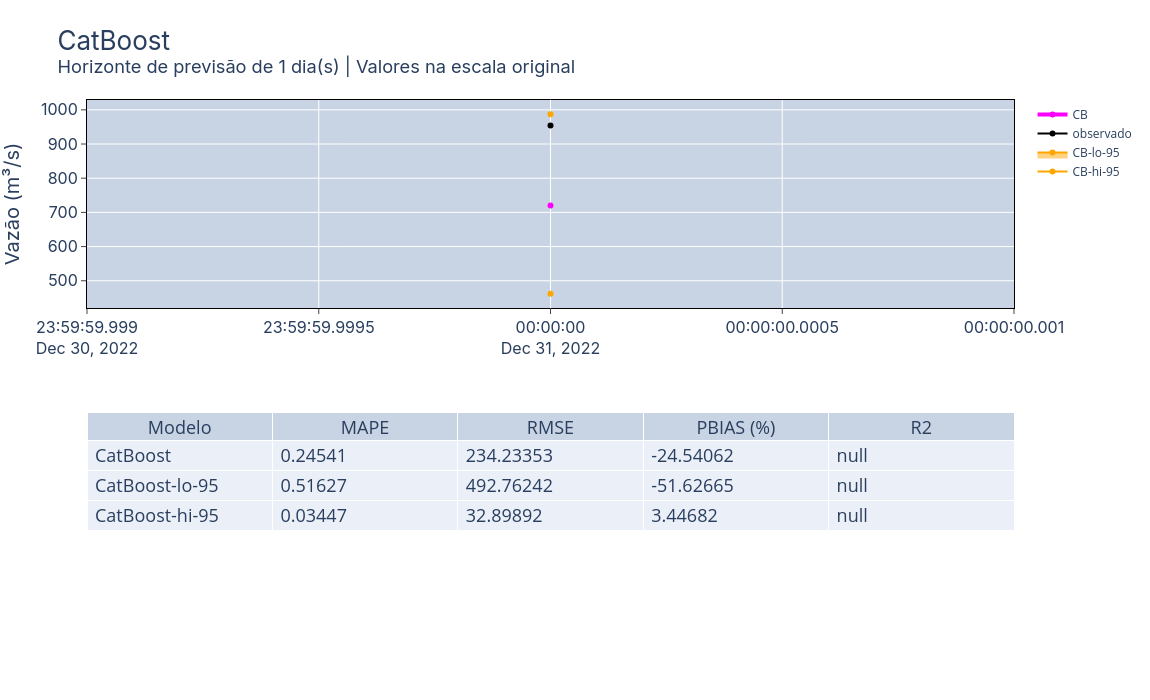 CatBoost
Horizonte de previsão de 1 dia(s) | Valores na escala original
Vazão (m³/s)
1000
900
800
700
600
500
23:59:59.999 23:59:59.9995 00:00:00 00:00:00.0005 00:00:00.001
Dec 30, 2022 Dec 31, 2022
CB
observado
CB-lo-95
CB-hi-95
Modelo MAPE RMSE PBIAS (%) R2
CatBoost 0.24541 234.23353 -24.54062 null
CatBoost-lo-95 0.51627 492.76242 -51.62665 null
CatBoost-hi-95 0.03447 32.89892 3.44682 null